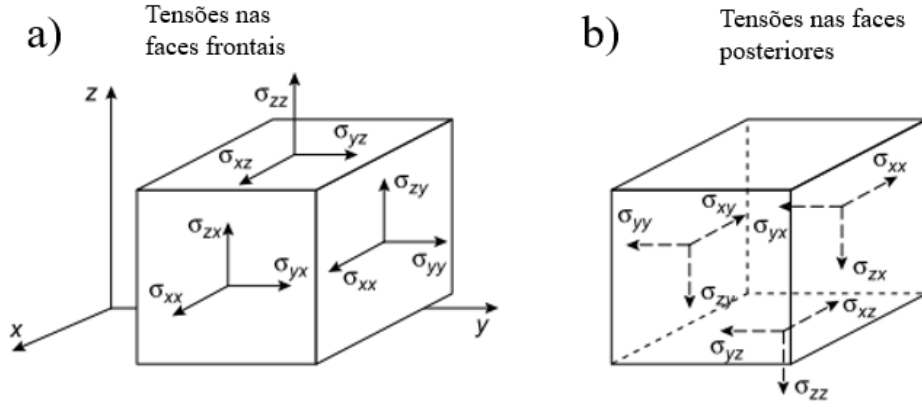 a)
Tensões nas
faces frontais
z
σzz
σyz
σxz
σzy
σzx
σyx
σxx
σxx
σyy
x
y
b)
Tensões nas faces
posteriores
σxx
σxy
σyy
σyx
σzx
σzy
σxz
σyz
σzz